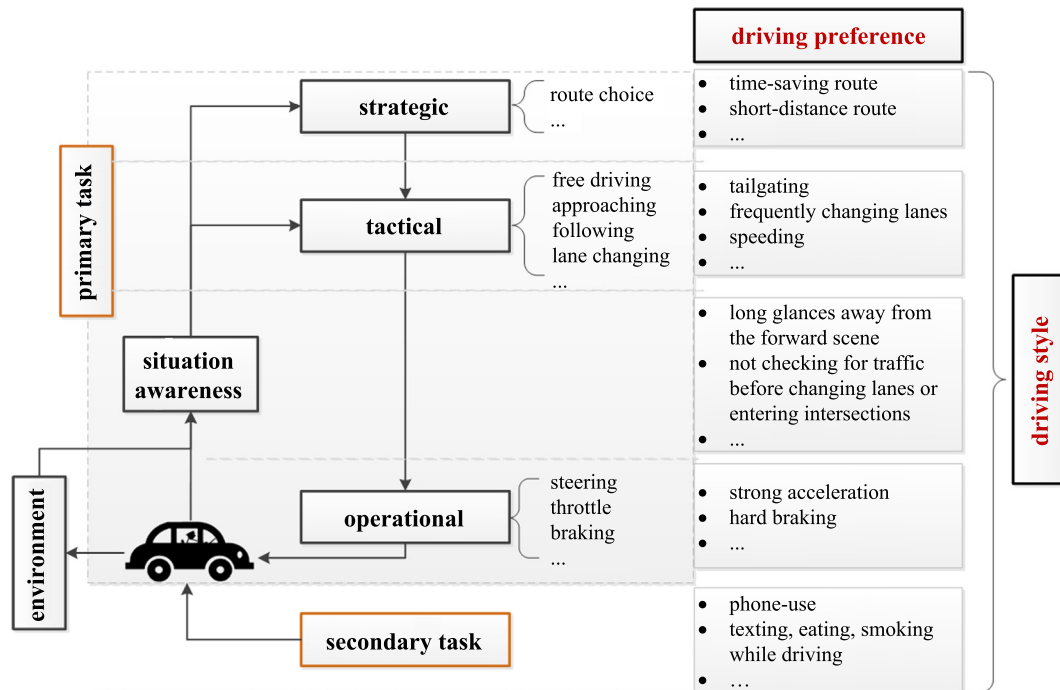 driving preference
strategic
route choice
...
• time-saving route
• short-distance route
• ...
primary task
tactical
free driving
approaching
following
lane changing
...
• tailgating
• frequently changing lanes
• speeding
• ...
driving style
situation
awareness
• long glances away from
the forward scene
• not checking for traffic
before changing lanes or
entering intersections
• ...
environment
operational
steering
throttle
braking
...
• strong acceleration
• hard braking
• ...
secondary task
• phone-use
• texting, eating, smoking
while driving
• ...